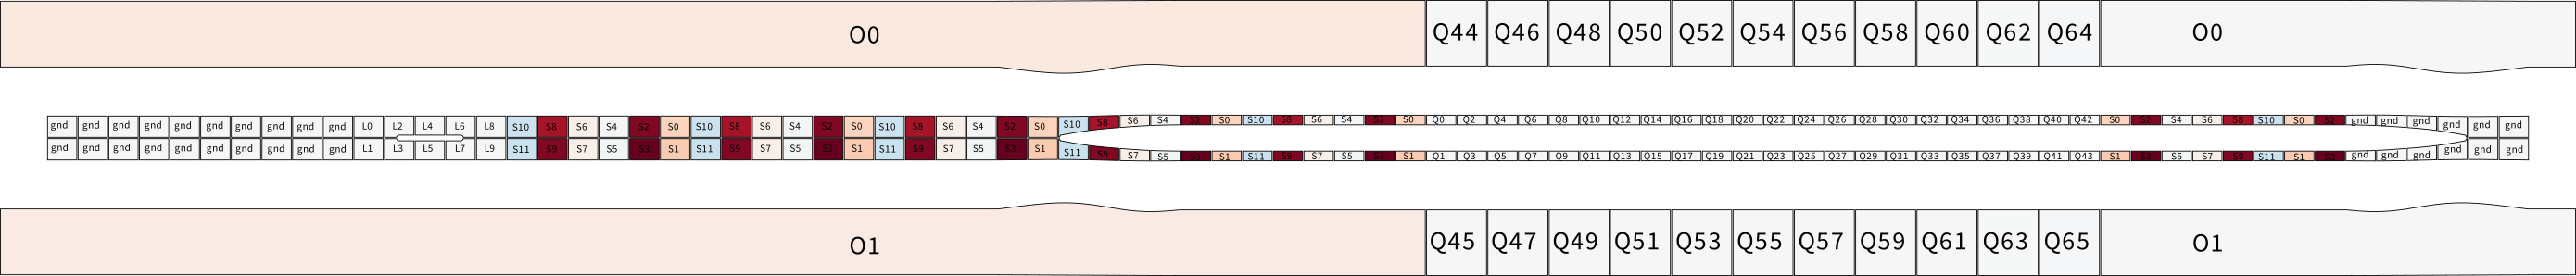 O0 Q44 Q46 Q48 Q50 Q52 Q54 Q56 Q58 Q60 Q62 Q64 O0
gnd gnd gnd gnd gnd gnd gnd gnd gnd gnd L0 L2 L4 L6 L8 S10 S8 S6 S4 S2 S0 S10 S8 S6 S4 S2 S0 S10 S8 S6 S4 S2 S0 S10 S8 S6 S4 S2 S0 S10 S8 S6 S4 S2 S0 Q0 Q2 Q4 Q6 Q8 Q10 Q12 Q14 Q16 Q18 Q20 Q22 Q24 Q26 Q28 Q30 Q32 Q34 Q36 Q38 Q40 Q42 S0 S2 S4 S6 S8 S10 S0 S2 gnd gnd gnd gnd gnd gnd
gnd gnd gnd gnd gnd gnd gnd gnd gnd gnd L1 L3 L5 L7 L9 S11 S9 S7 S5 S3 S1 S11 S9 S7 S5 S3 S1 S11 S9 S7 S5 S3 S1 S11 S9 S7 S5 S3 S1 S11 S9 S7 S5 S3 S1 Q1 Q3 Q5 Q7 Q9 Q11 Q13 Q15 Q17 Q19 Q21 Q23 Q25 Q27 Q29 Q31 Q33 Q35 Q37 Q39 Q41 Q43 S1 S3 S5 S7 S9 S11 S1 S3 gnd gnd gnd gnd gnd gnd
O1 Q45 Q47 Q49 Q51 Q53 Q55 Q57 Q59 Q61 Q63 Q65 O1